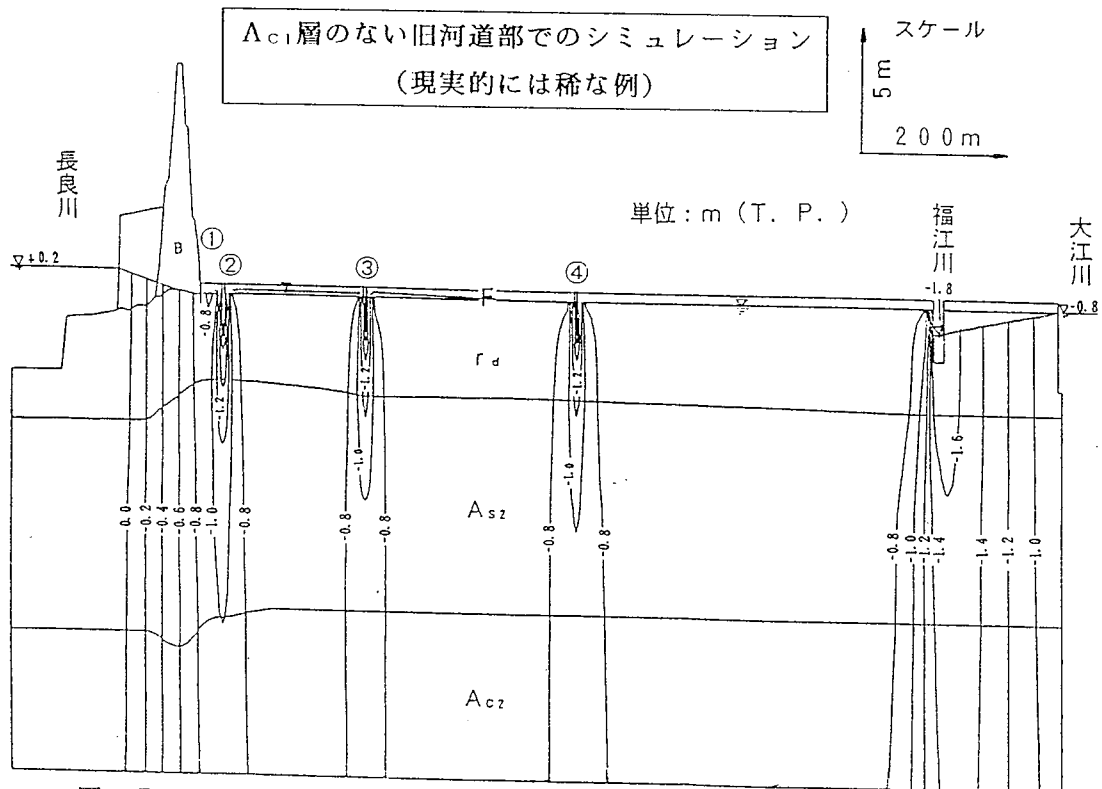 Ac1層のない旧河道部でのシミュレーション
(現実的には稀な例)
スケール
5m
200m
単位:m(T.P.)
長良川
福江川
大江川
+0.2
B
①
②
③
④
-1.8
-0.8
-0.8
F
rd
-1.2
-1.2
-1.2
-1.0
-1.0
-1.6
0.0
-0.2
-0.4
-0.6
-0.8
-1.0
-0.8
-0.8
-0.8
-0.8
-0.8
-0.8
-1.0
-1.2
-1.4
-1.4
-1.2
-1.0
As2
Ac2